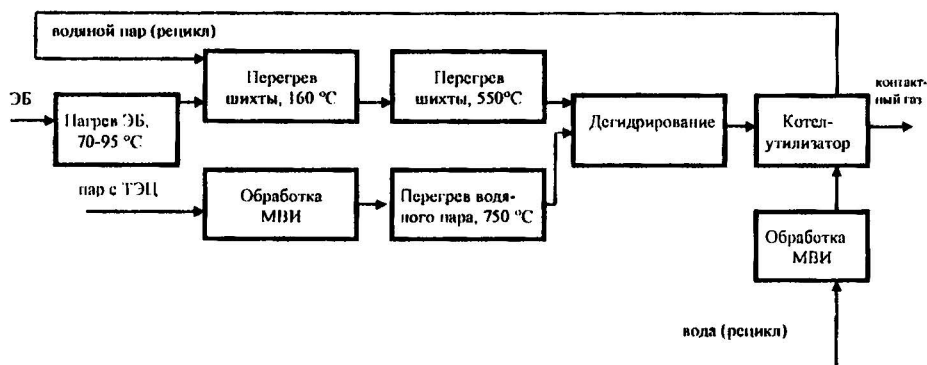 водяной пар (рецикл)
ЭБ
Нагрев ЭБ,
70-95 °С
Перегрев
шихты, 160 °С
Перегрев
шихты, 550°С
Дегидрирование
Котел-
утилизатор
контакт-
ный газ
пар с ТЭЦ
Обработка
МВИ
Перегрев водя-
ного пара, 750 °С
Обработка
МВИ
вода (рецикл)